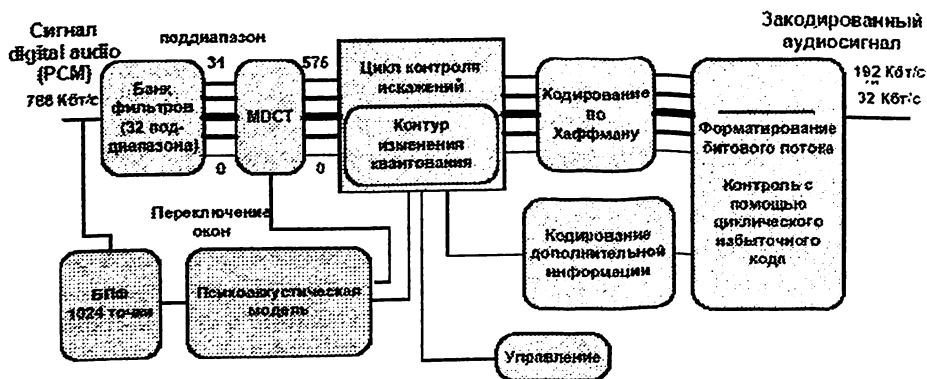 Сигнал
digital audio
(PCM)
768 Кбт/с
поддиапазон
31
0
Банк
фильтров
(32 под-
диапазона)
MDCT
575
0
Цикл контроля
искажений
Контур
изменения
квантования
Кодирование
по
Хаффману
Закодированный
аудиосигнал
192 Кбт/с
32 Кбт/с
Форматирование
битового потока
Контроль с
помощью
циклического
избыточного
кода
Переключение
окон
Кодирование
дополнительной
информации
БПФ
1024 точки
Психоакустическая
модель
Управление